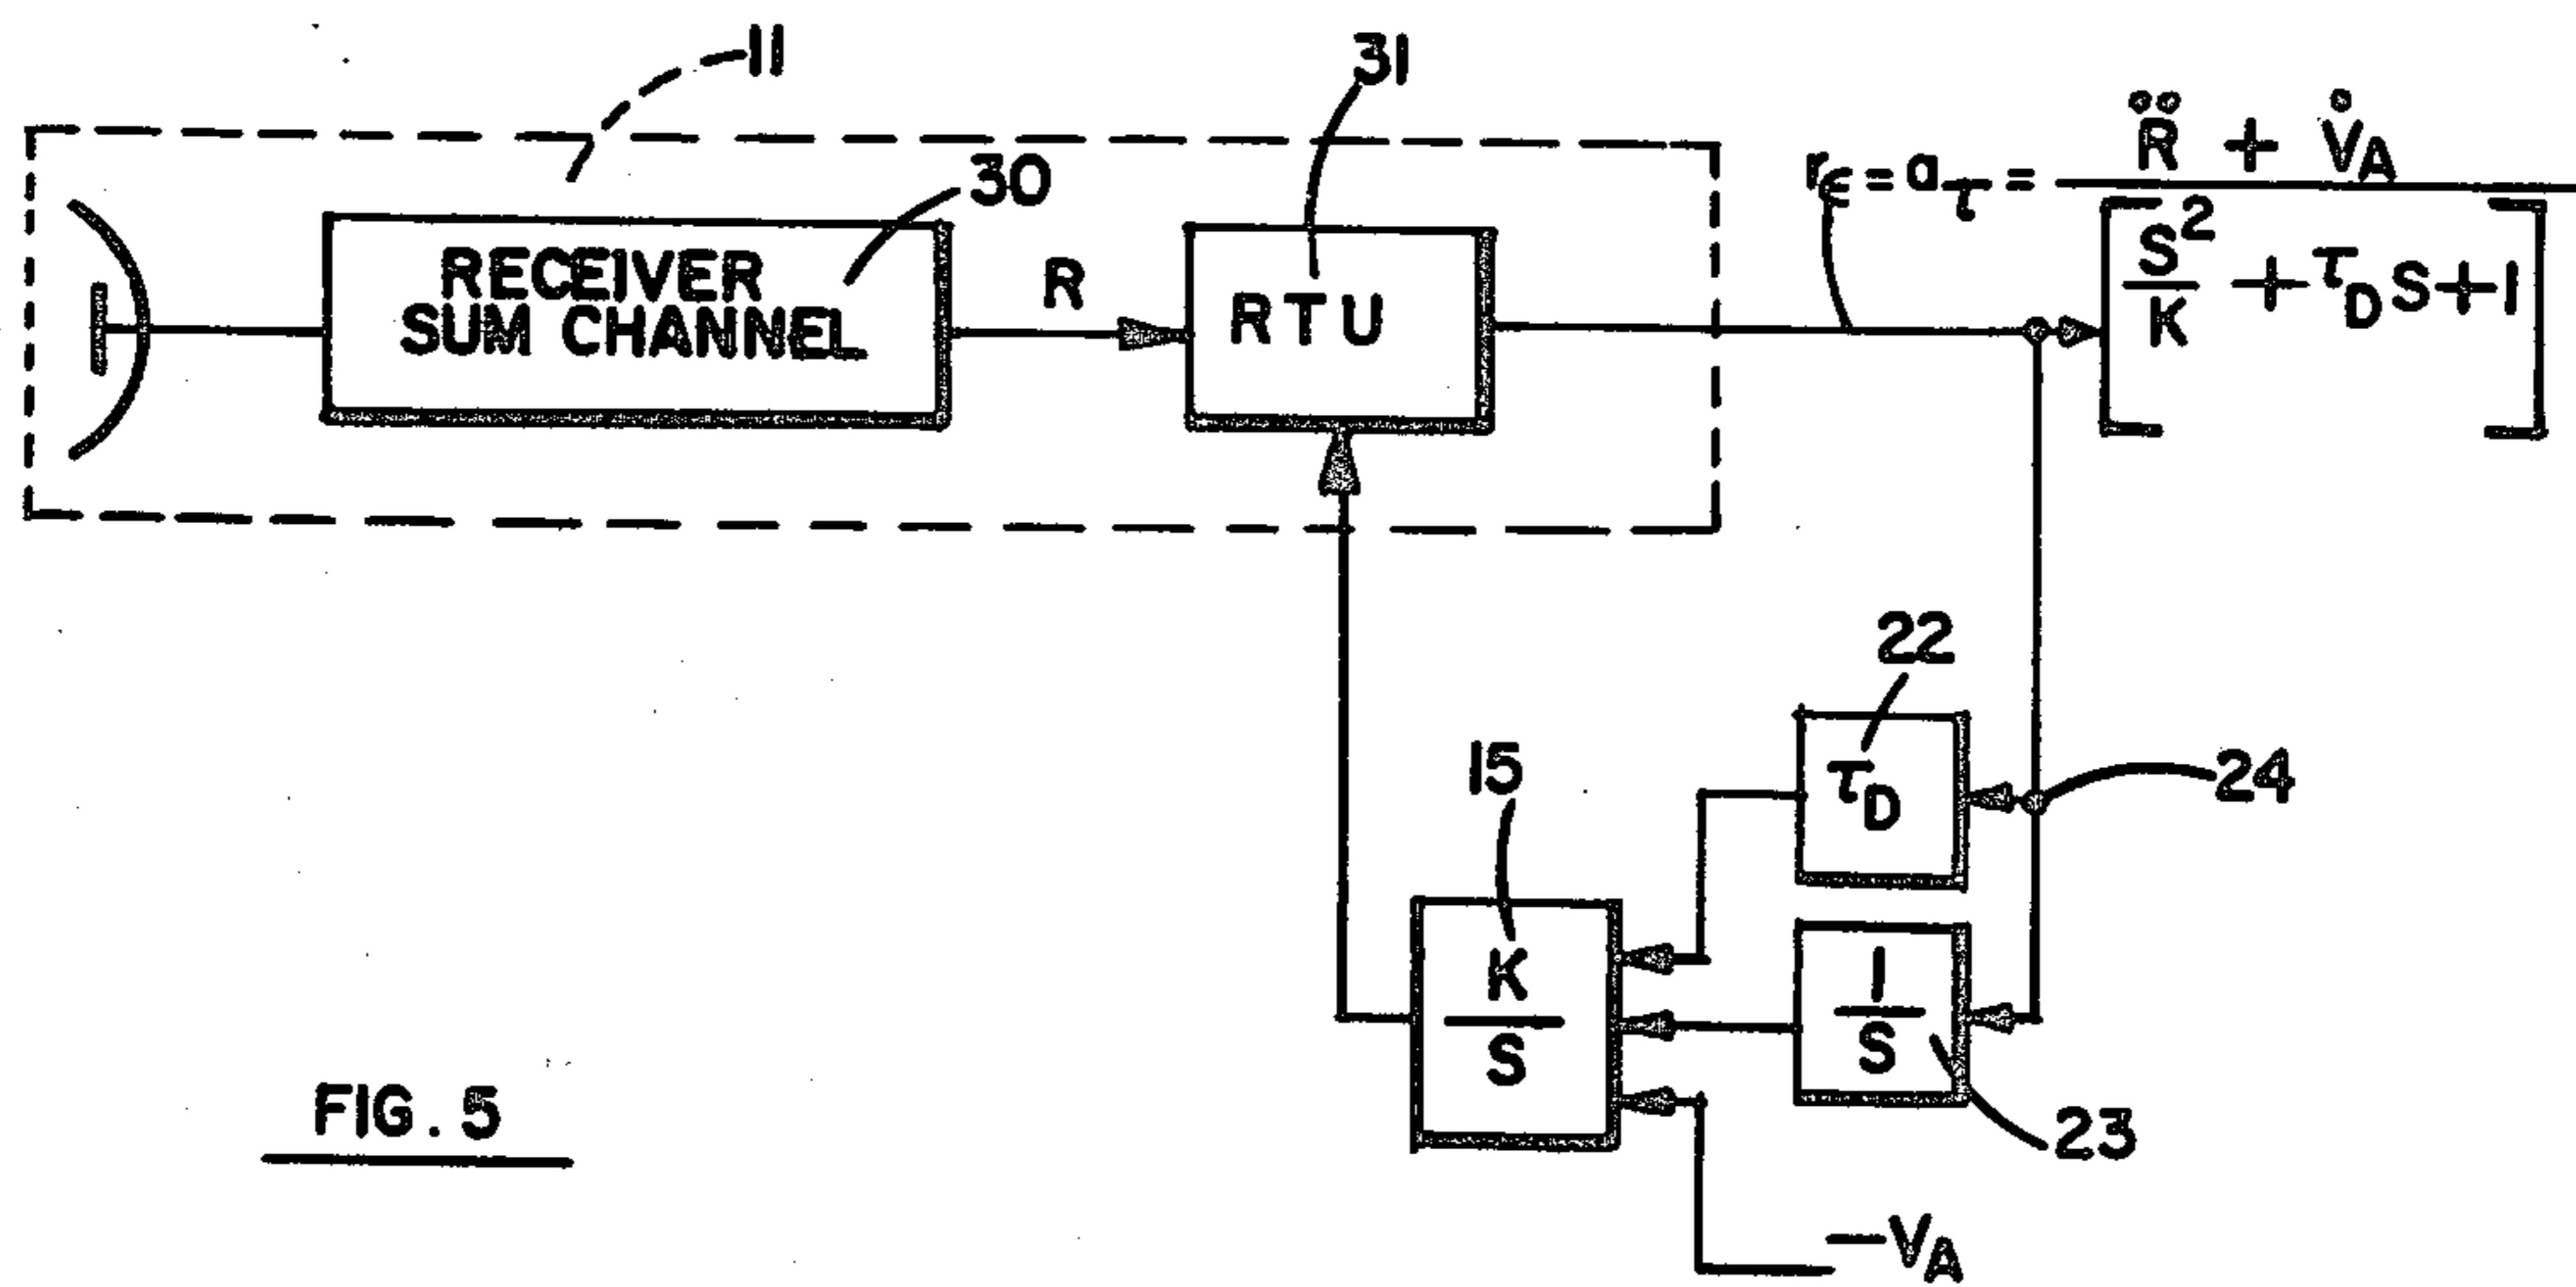 11
31
30
RECEIVER
SUM CHANNEL
R
RTU
r∈ = aτ = R̈ + V̇A
[S²/K + τD S + 1]
22
τD
24
15
K
S
1
S
23
−VA
FIG. 5